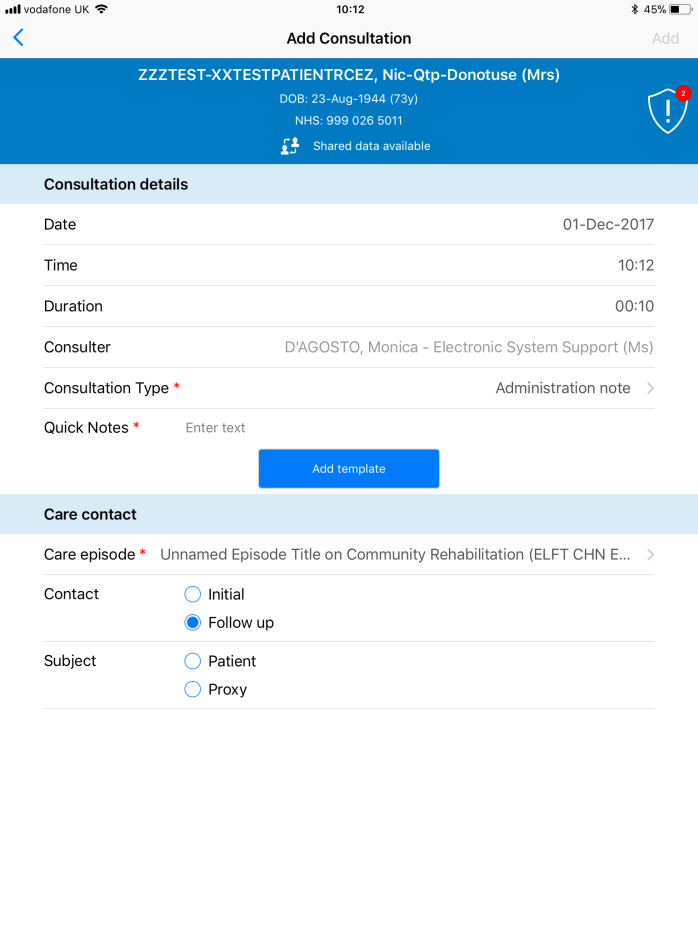 vodafone UK 10:12 45%
Add Consultation Add
ZZZTEST-XXTESTPATIENTRCEZ, Nic-Qtp-Donotuse (Mrs)
DOB: 23-Aug-1944 (73y)
2
NHS: 999 026 5011
Shared data available
Consultation details
Date 01-Dec-2017
Time 10:12
Duration 00:10
Consulter D'AGOSTO, Monica - Electronic System Support (Ms)
Consultation Type * Administration note
Quick Notes * Enter text
Add template
Care contact
Care episode * Unnamed Episode Title on Community Rehabilitation (ELFT CHN E...
Contact Initial
Follow up
Subject Patient
Proxy